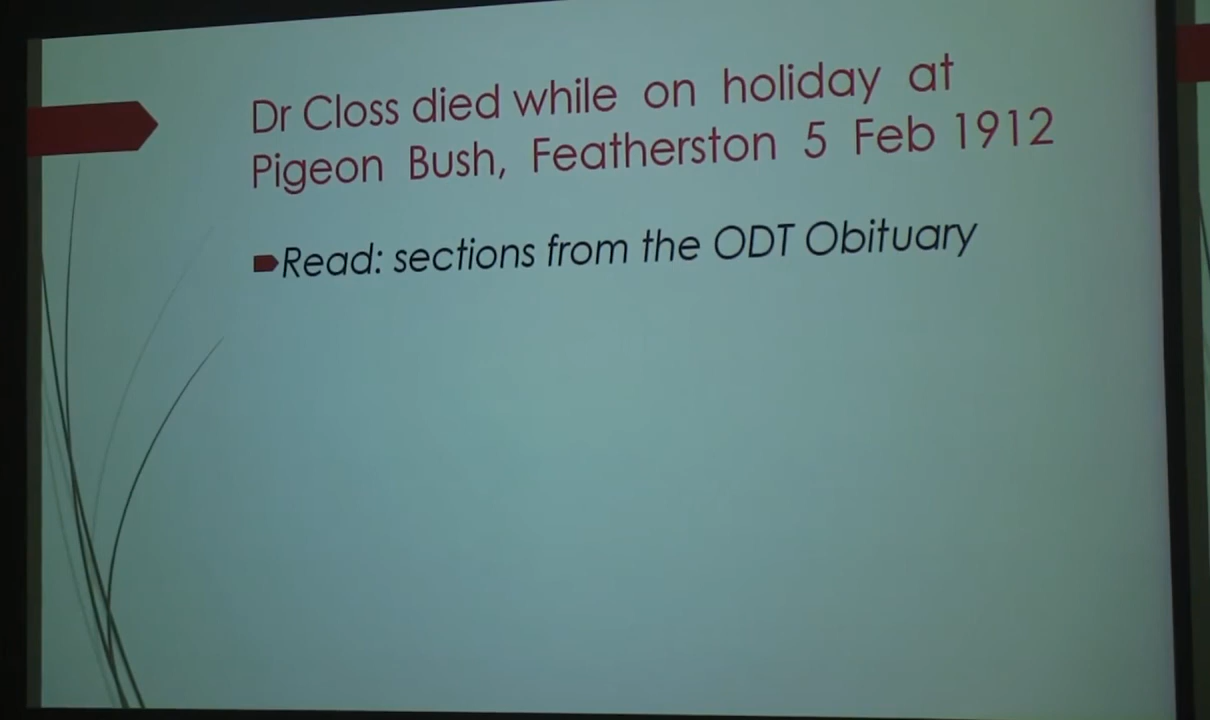 Dr Closs died while on holiday at
Pigeon Bush, Featherston 5 Feb 1912
Read: sections from the ODT Obituary